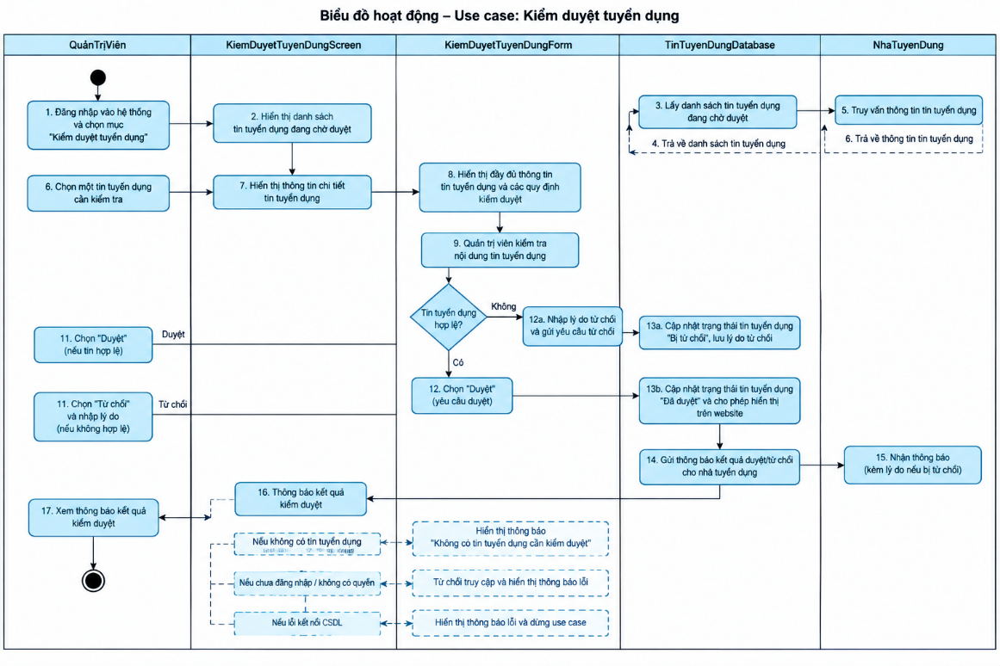 Biểu đồ hoạt động – Use case: Kiểm duyệt tuyển dụng
QuảnTrịViên
KiemDuyetTuyenDungScreen
KiemDuyetTuyenDungForm
TinTuyenDungDatabase
NhaTuyenDung
1. Đăng nhập vào hệ thống
và chọn mục
"Kiểm duyệt tuyển dụng"
2. Hiển thị danh sách
tin tuyển dụng đang chờ duyệt
3. Lấy danh sách tin tuyển dụng
đang chờ duyệt
5. Truy vấn thông tin tin tuyển dụng
4. Trả về danh sách tin tuyển dụng
6. Trả về thông tin tin tuyển dụng
6. Chọn một tin tuyển dụng
cần kiểm tra
7. Hiển thị thông tin chi tiết
tin tuyển dụng
8. Hiển thị đầy đủ thông tin
tin tuyển dụng và các quy định
kiểm duyệt
9. Quản trị viên kiểm tra
nội dung tin tuyển dụng
Tin tuyển dụng
hợp lệ?
Không
12a. Nhập lý do từ chối
và gửi yêu cầu từ chối
13a. Cập nhật trạng thái tin tuyển dụng
"Bị từ chối", lưu lý do từ chối
11. Chọn "Duyệt"
(nếu tin hợp lệ)
Duyệt
Có
12. Chọn "Duyệt"
(yêu cầu duyệt)
13b. Cập nhật trạng thái tin tuyển dụng
"Đã duyệt" và cho phép hiển thị
trên website
11. Chọn "Từ chối"
và nhập lý do
(nếu không hợp lệ)
Từ chối
14. Gửi thông báo kết quả duyệt/từ chối
cho nhà tuyển dụng
15. Nhận thông báo
(kèm lý do nếu bị từ chối)
16. Thông báo kết quả
kiểm duyệt
17. Xem thông báo kết quả
kiểm duyệt
Nếu không có tin tuyển dụng
Hiển thị thông báo
"Không có tin tuyển dụng cần kiểm duyệt"
Nếu chưa đăng nhập / không có quyền
Từ chối truy cập và hiển thị thông báo lỗi
Nếu lỗi kết nối CSDL
Hiển thị thông báo lỗi và dừng use case